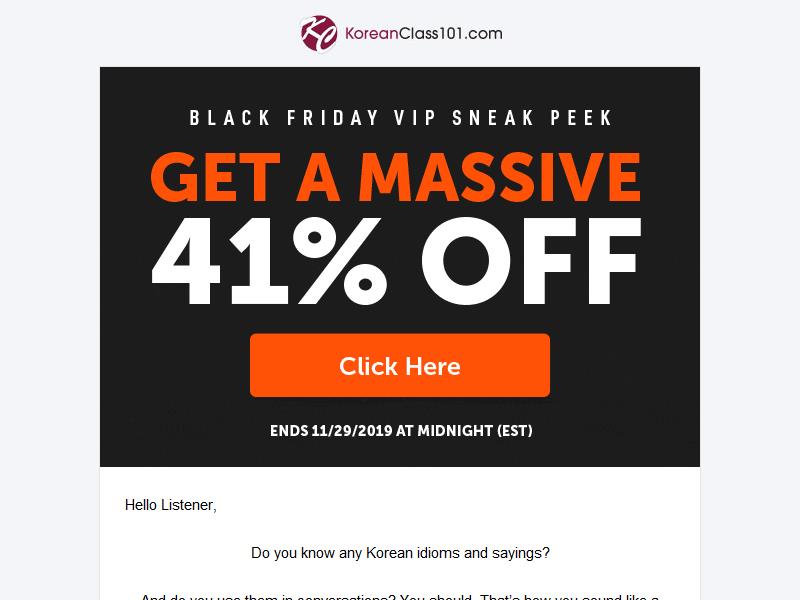 KC KoreanClass101.com
BLACK FRIDAY VIP SNEAK PEEK
GET A MASSIVE
41% OFF
Click Here
ENDS 11/29/2019 AT MIDNIGHT (EST)
Hello Listener,
Do you know any Korean idioms and sayings?
And do you use them in conversations? You should. That's how you sound like a